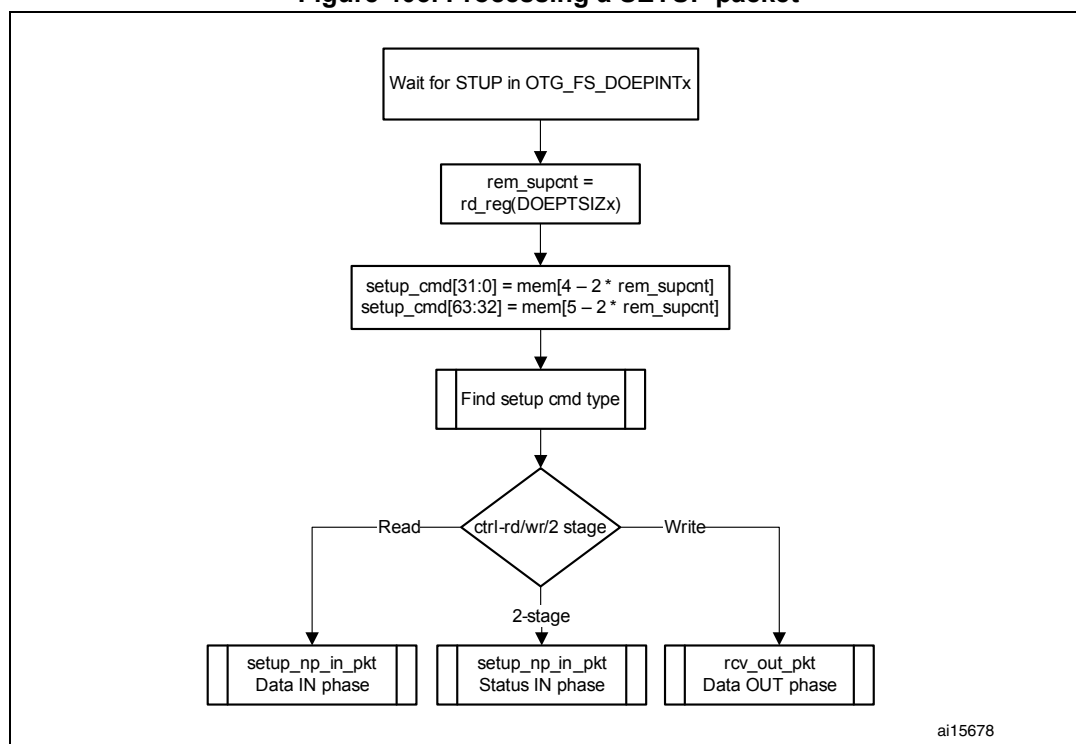 Wait for STUP in OTG_FS_DOEPINTx
rem_supcnt =
rd_reg(DOEPTSIZx)
setup_cmd[31:0] = mem[4 – 2 * rem_supcnt]
setup_cmd[63:32] = mem[5 – 2 * rem_supcnt]
Find setup cmd type
Read
ctrl-rd/wr/2 stage
Write
2-stage
setup_np_in_pkt
Data IN phase
setup_np_in_pkt
Status IN phase
rcv_out_pkt
Data OUT phase
ai15678